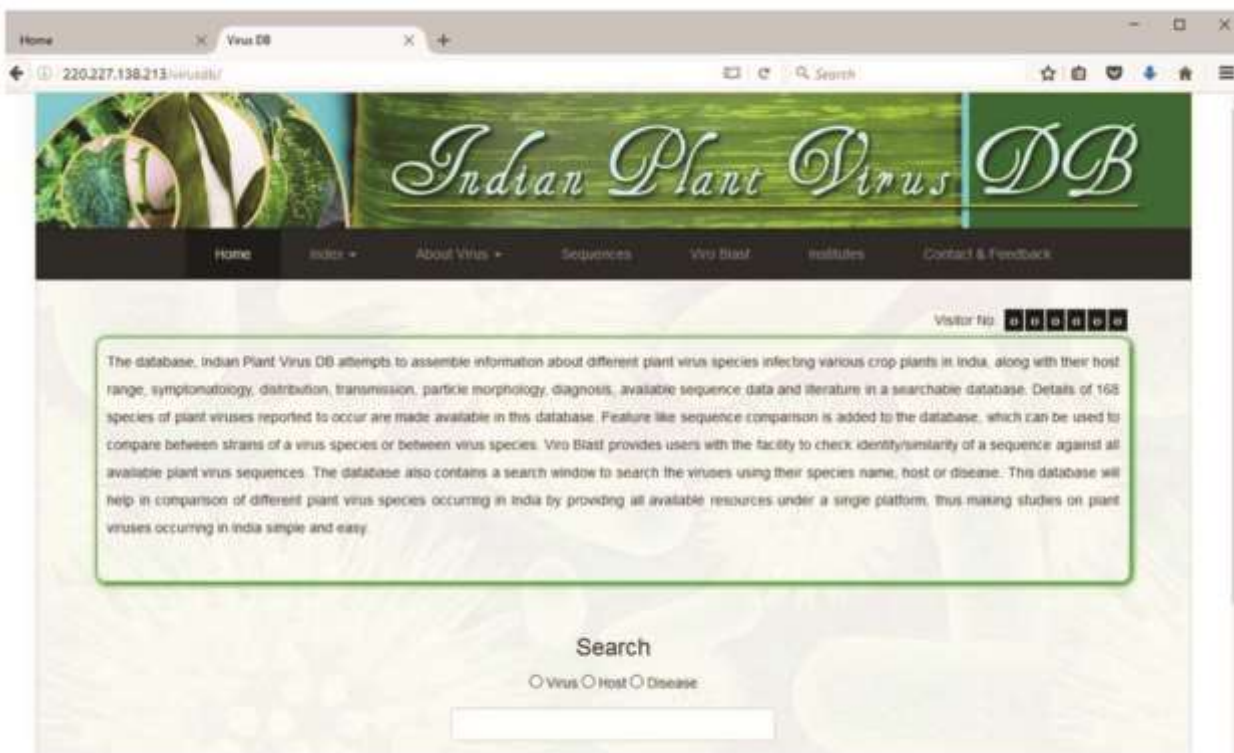 Home Virus DB
220.227.138.213/virusdb/ Search
Indian Plant Virus DB
Home Index About Virus Sequences Viro Blast Institutes Contact & Feedback
Visitor No 0 0 0 0 0 0
The database, Indian Plant Virus DB attempts to assemble information about different plant virus species infecting various crop plants in India, along with their host
range, symptomatology, distribution, transmission, particle morphology, diagnosis, available sequence data and literature in a searchable database. Details of 168
species of plant viruses reported to occur are made available in this database. Feature like sequence comparison is added to the database, which can be used to
compare between strains of a virus species or between virus species. Viro Blast provides users with the facility to check identity/similarity of a sequence against all
available plant virus sequences. The database also contains a search window to search the viruses using their species name, host or disease. This database will
help in comparison of different plant virus species occurring in India by providing all available resources under a single platform, thus making studies on plant
viruses occurring in India simple and easy.
Search
Virus Host Disease